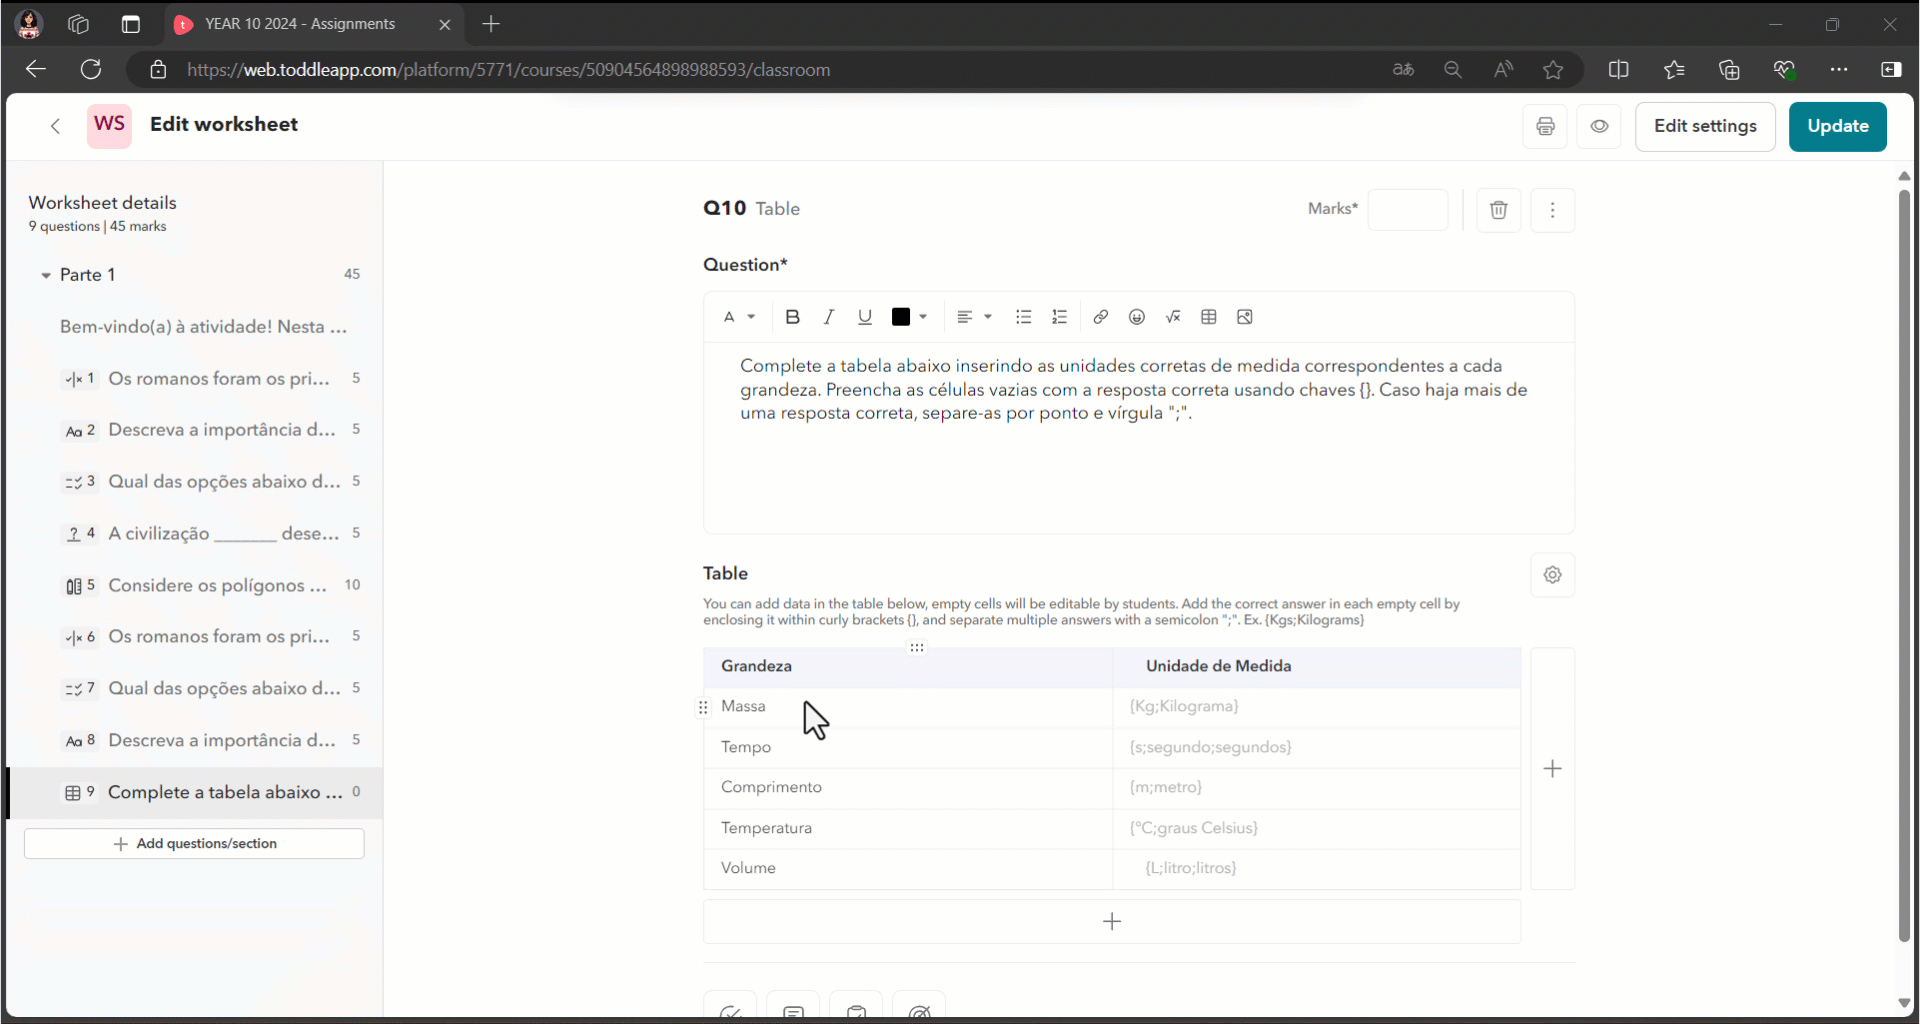 YEAR 10 2024 - Assignments
https://web.toddleapp.com/platform/5771/courses/50904564898988593/classroom
WS
Edit worksheet
Edit settings
Update
Worksheet details
9 questions | 45 marks
Parte 1 45
Bem-vindo(a) à atividade! Nesta ...
1 Os romanos foram os pri... 5
Aa 2 Descreva a importância d... 5
3 Qual das opções abaixo d... 5
? 4 A civilização _______ dese... 5
5 Considere os polígonos ... 10
6 Os romanos foram os pri... 5
7 Qual das opções abaixo d... 5
Aa 8 Descreva a importância d... 5
9 Complete a tabela abaixo ... 0
+ Add questions/section
Q10 Table
Marks*
Question*
A B I U
Complete a tabela abaixo inserindo as unidades corretas de medida correspondentes a cada
grandeza. Preencha as células vazias com a resposta correta usando chaves {}. Caso haja mais de
uma resposta correta, separe-as por ponto e vírgula ";".
Table
You can add data in the table below, empty cells will be editable by students. Add the correct answer in each empty cell by
enclosing it within curly brackets {}, and separate multiple answers with a semicolon ";". Ex. {Kgs;Kilograms}
Grandeza Unidade de Medida
Massa {Kg;Kilograma}
Tempo {s;segundo;segundos}
Comprimento {m;metro}
Temperatura {°C;graus Celsius}
Volume {L;litro;litros}